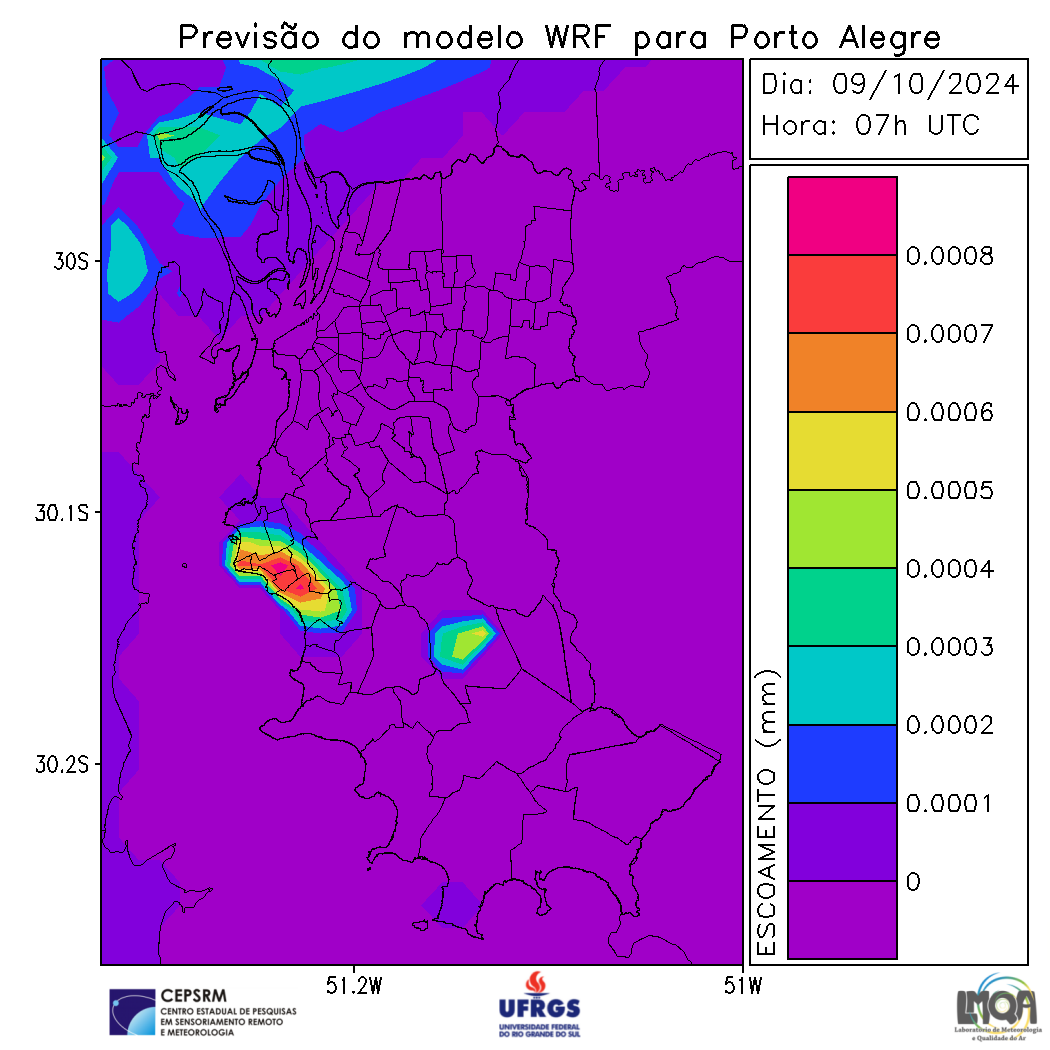 Previsão do modelo WRF para Porto Alegre
Dia: 09/10/2024
Hora: 07h UTC
30S
30.1S
30.2S
51.2W
51W
ESCOAMENTO (mm)
0.0008
0.0007
0.0006
0.0005
0.0004
0.0003
0.0002
0.0001
0
CEPSRM
CENTRO ESTADUAL DE PESQUISAS
EM SENSORIAMENTO REMOTO
E METEOROLOGIA
UFRGS
UNIVERSIDADE FEDERAL
DO RIO GRANDE DO SUL
LMQA
Laboratório de Meteorologia
e Qualidade do Ar